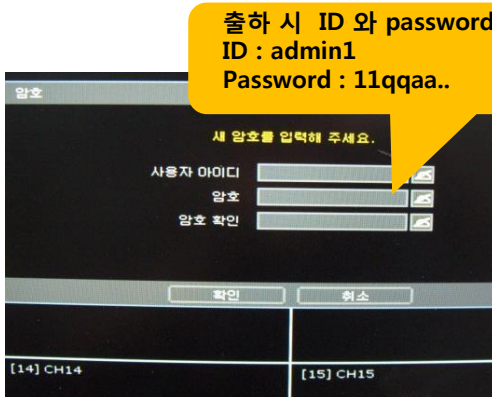 출하 시 ID 와 password
ID : admin1
Password : 11qqaa..
암호
새 암호를 입력해 주세요.
사용자 아이디
암호
암호 확인
확인
취소
[14] CH14
[15] CH15